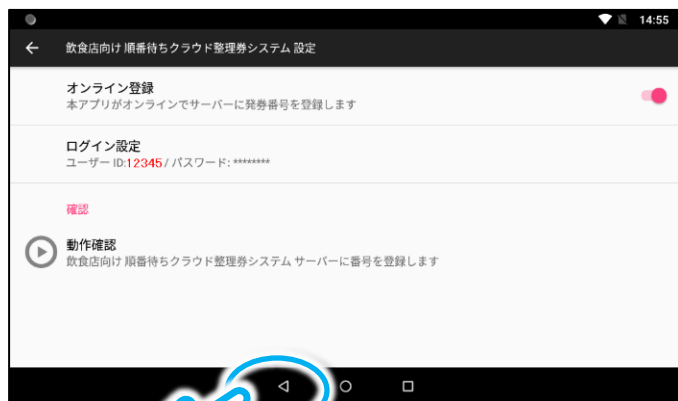 14:55
飲食店向け 順番待ちクラウド整理券システム 設定
オンライン登録
本アプリがオンラインでサーバーに発券番号を登録します
ログイン設定
ユーザー ID:12345 / パスワード: ********
確認
動作確認
飲食店向け 順番待ちクラウド整理券システム サーバーに番号を登録します